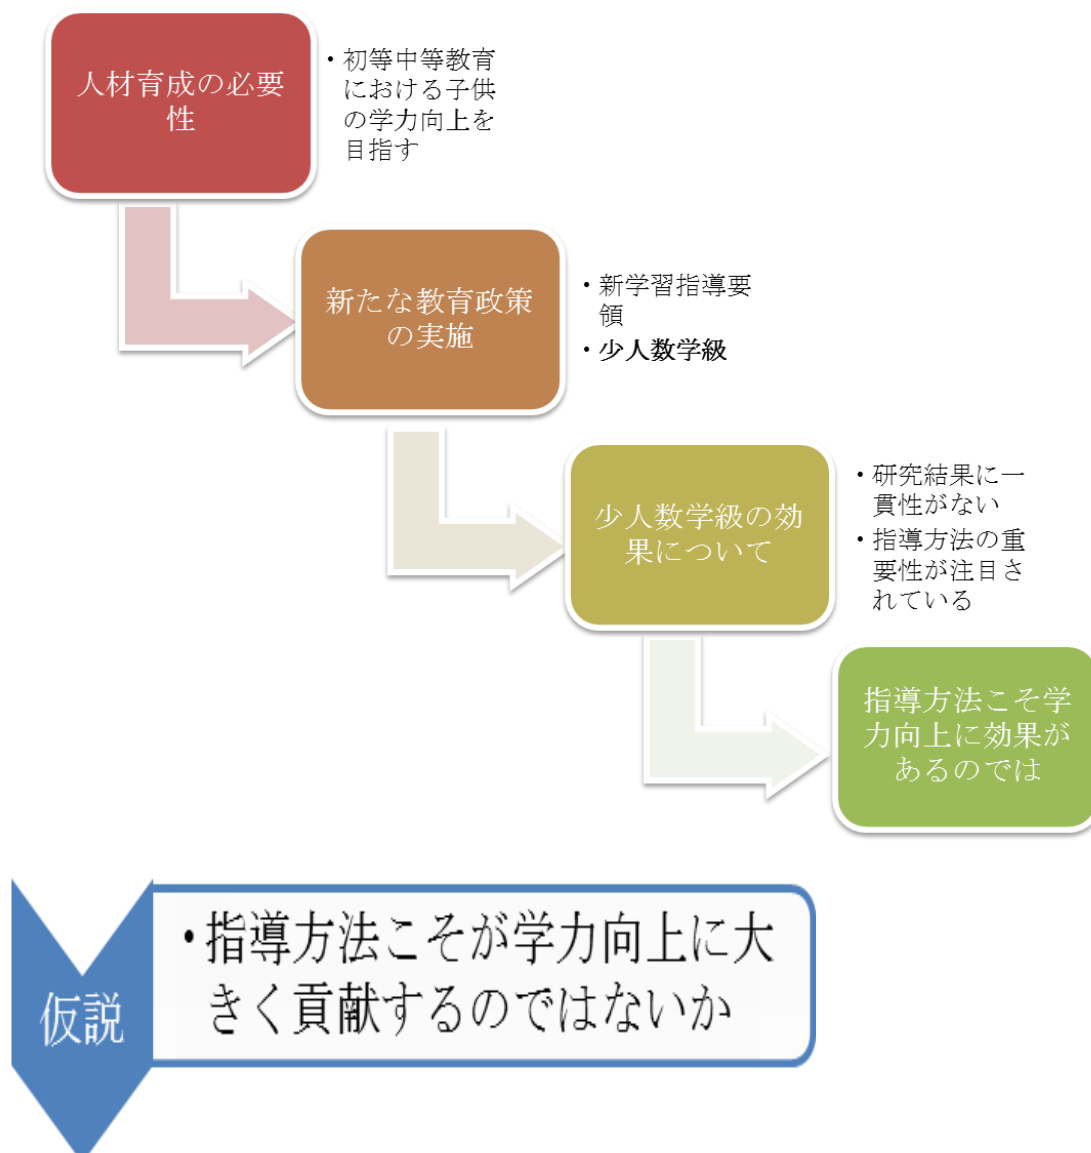 人材育成の必要
性
・初等中等教育
における子供
の学力向上を
目指す
新たな教育政策
の実施
・新学習指導要
領
・少人数学級
少人数学級の効
果について
・研究結果に一
貫性がない
・指導方法の重
要性が注目さ
れている
指導方法こそ学
力向上に効果が
あるのでは
仮説
・指導方法こそが学力向上に大
きく貢献するのではないか